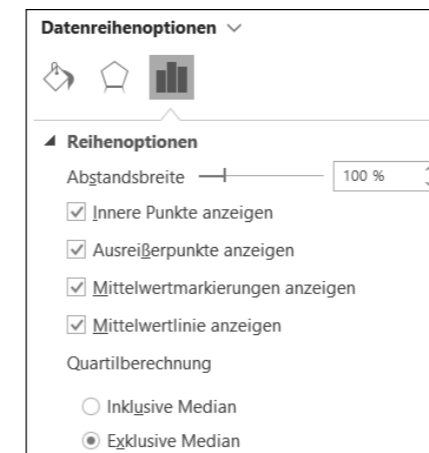 Datenreihenoptionen
Reihenoptionen
Abstandsbreite 100 %
Innere Punkte anzeigen
Ausreißerpunkte anzeigen
Mittelwertmarkierungen anzeigen
Mittelwertlinie anzeigen
Quartilberechnung
Inklusive Median
Exklusive Median